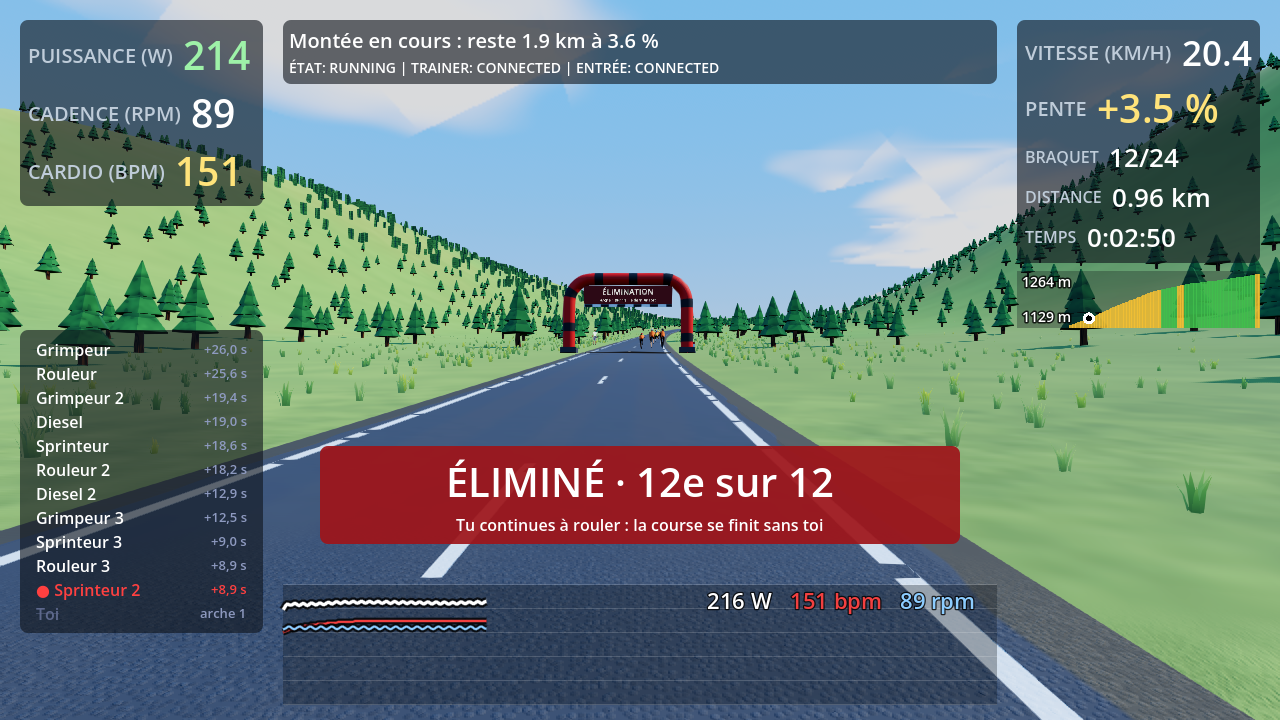 PUISSANCE (W) 214
CADENCE (RPM) 89
CARDIO (BPM) 151
Montée en cours : reste 1.9 km à 3.6 %
ÉTAT: RUNNING | TRAINER: CONNECTED | ENTRÉE: CONNECTED
VITESSE (KM/H) 20.4
PENTE +3.5 %
BRAQUET 12/24
DISTANCE 0.96 km
TEMPS 0:02:50
1264 m
1129 m
ÉLIMINATION
Grimpeur +26,0 s
Rouleur +25,6 s
Grimpeur 2 +19,4 s
Diesel +19,0 s
Sprinteur +18,6 s
Rouleur 2 +18,2 s
Diesel 2 +12,9 s
Grimpeur 3 +12,5 s
Sprinteur 3 +9,0 s
Rouleur 3 +8,9 s
Sprinteur 2 +8,9 s
Toi arche 1
ÉLIMINÉ · 12e sur 12
Tu continues à rouler : la course se finit sans toi
216 W 151 bpm 89 rpm